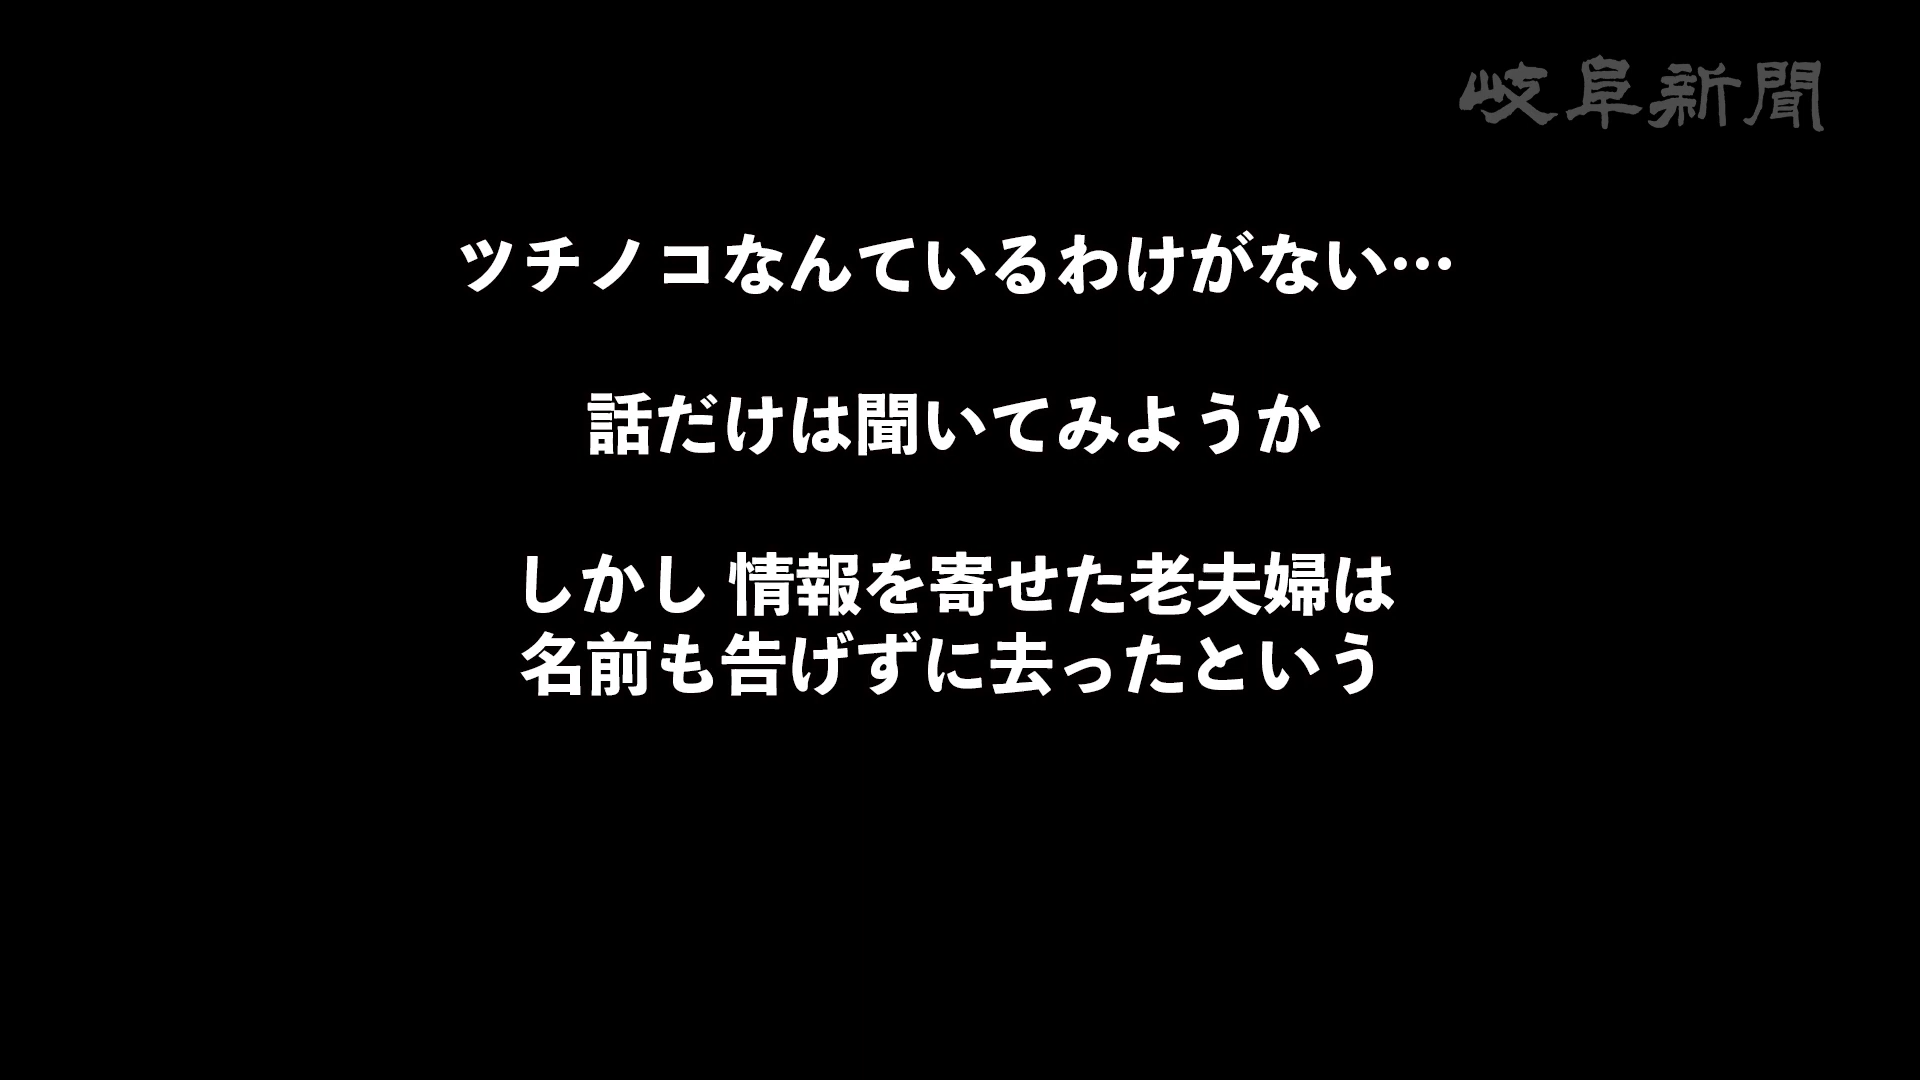 岐阜新聞
ツチノコなんているわけがない…
話だけは聞いてみようか
しかし 情報を寄せた老夫婦は
名前も告げずに去ったという